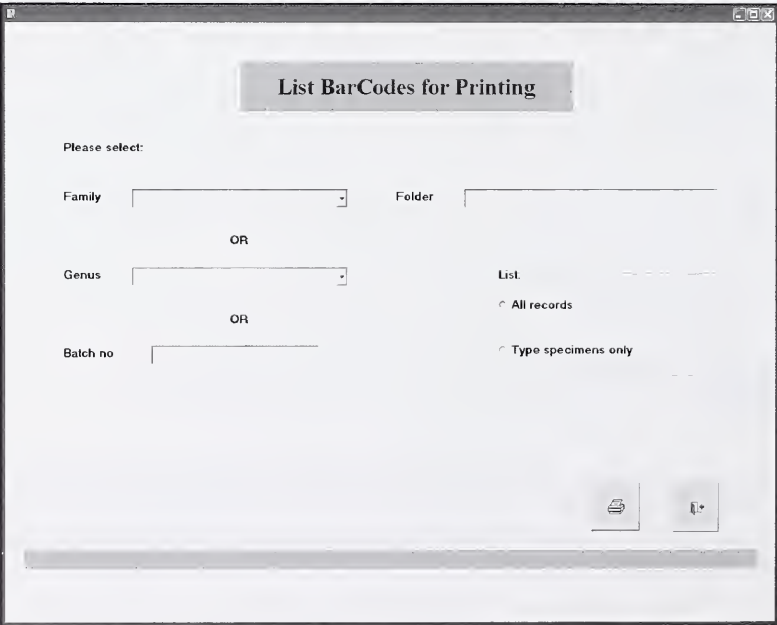 List BarCodes for Printing
Please select:
Family
Folder
OR
Genus
List:
All records
OR
Batch no
Type specimens only